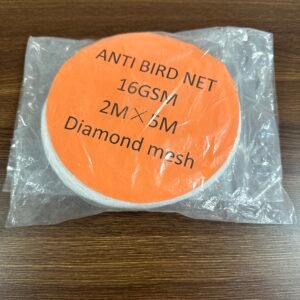 ANTI BIRD NET
16GSM
2M×5M
Diamond mesh